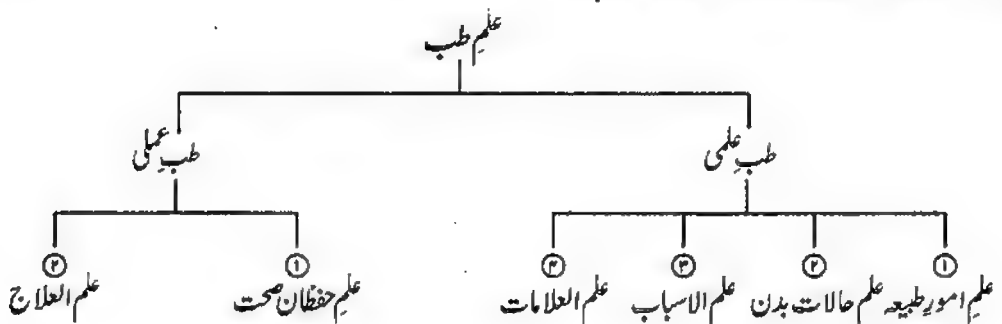 علمِ طب
طبِ علمی طبِ عملی
① ② ③ ④ ① ②
علمِ امورِ طبیعہ علم حالات بدن علم الاسباب علم العلامات علمِ حفظان صحت علم العلاج